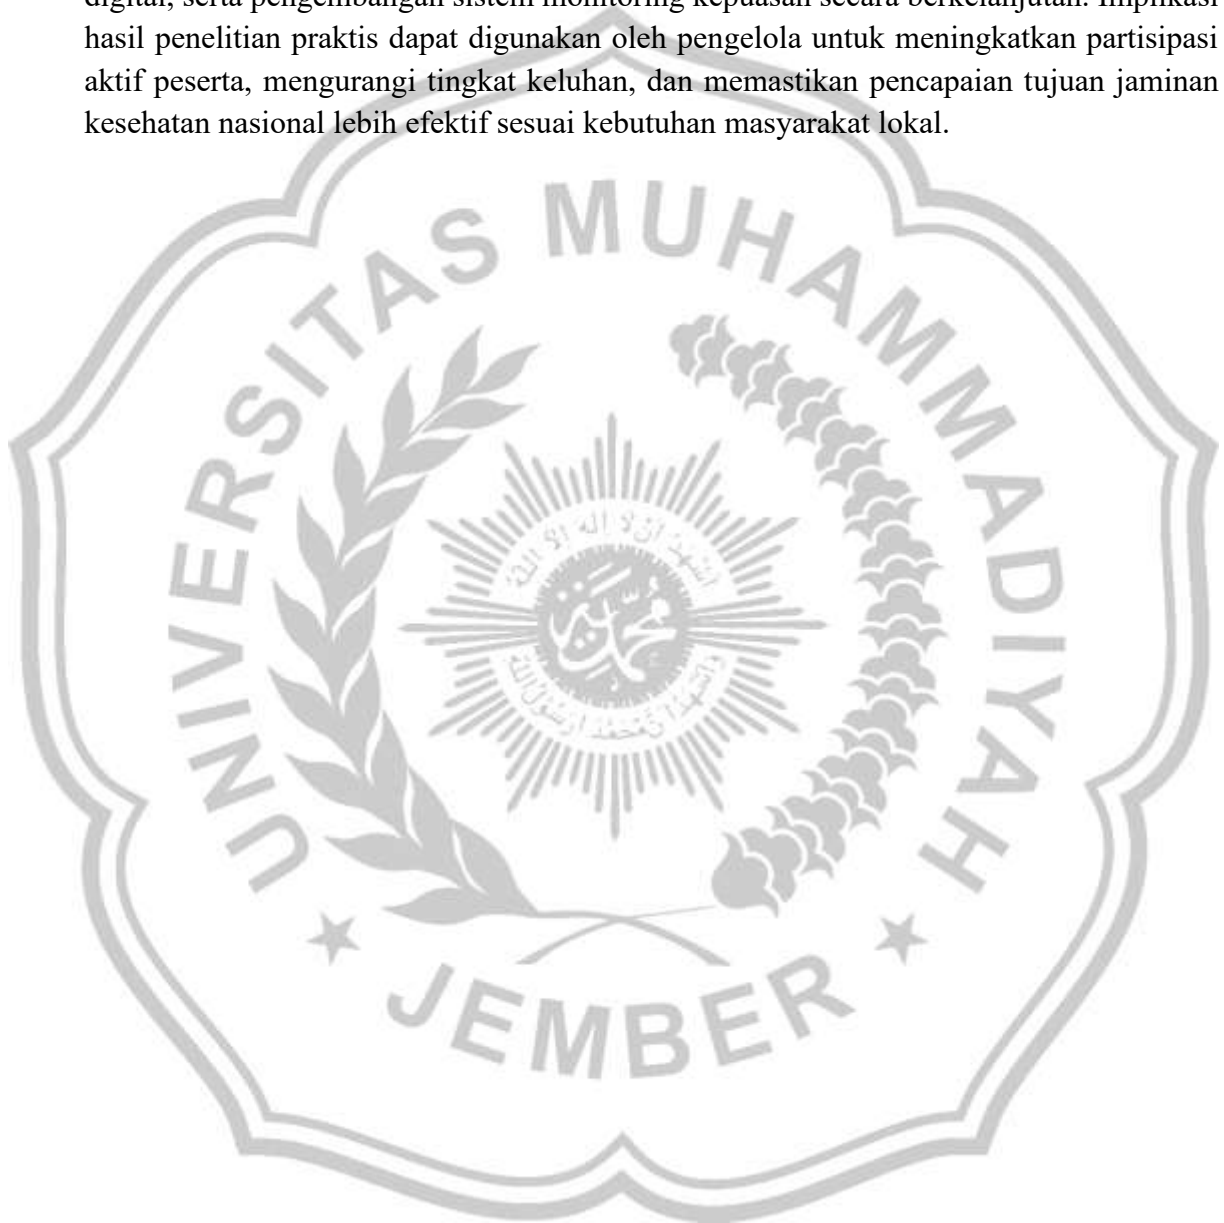 digital, serta pengembangan sistem monitoring kepuasan secara berkelanjutan. Implikasi
hasil penelitian praktis dapat digunakan oleh pengelola untuk meningkatkan partisipasi
aktif peserta, mengurangi tingkat keluhan, dan memastikan pencapaian tujuan jaminan
kesehatan nasional lebih efektif sesuai kebutuhan masyarakat lokal.
UNIVERSITAS MUHAMMADIYAH
JEMBER